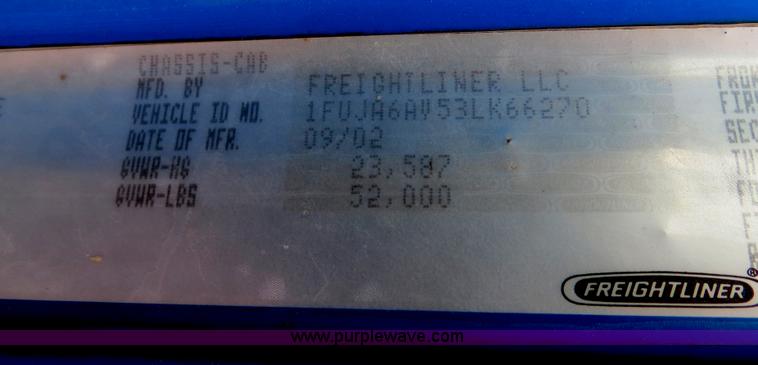 CHASSIS-CAB
MFD. BY FREIGHTLINER LLC
VEHICLE ID NO. 1FUJA6AV53LK66270
DATE OF MFR. 09/02
GVWR-KG 23,587
GVWR-LBS 52,000
FREIGHTLINER®
www.purplewave.com